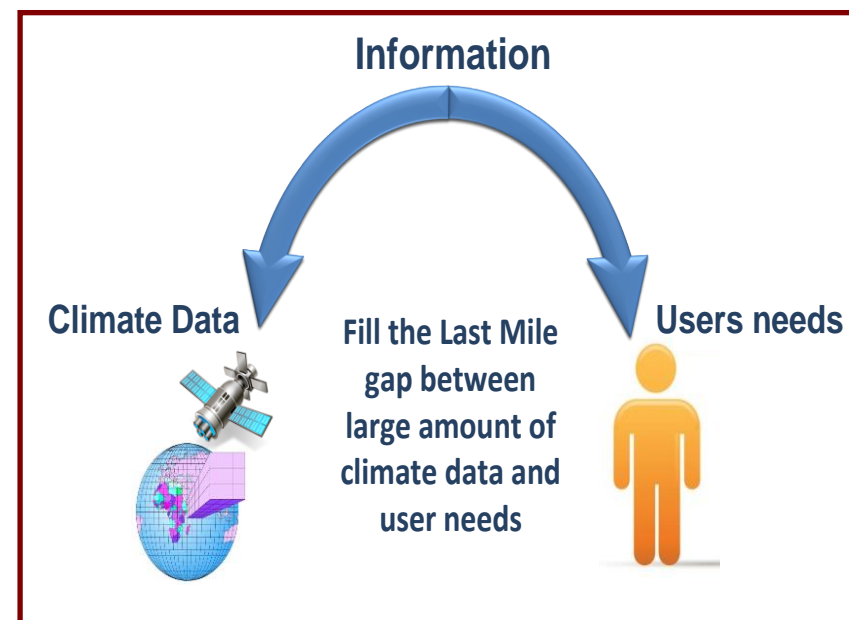 Information
Climate Data
Users needs
Fill the Last Mile
gap between
large amount of
climate data and
user needs